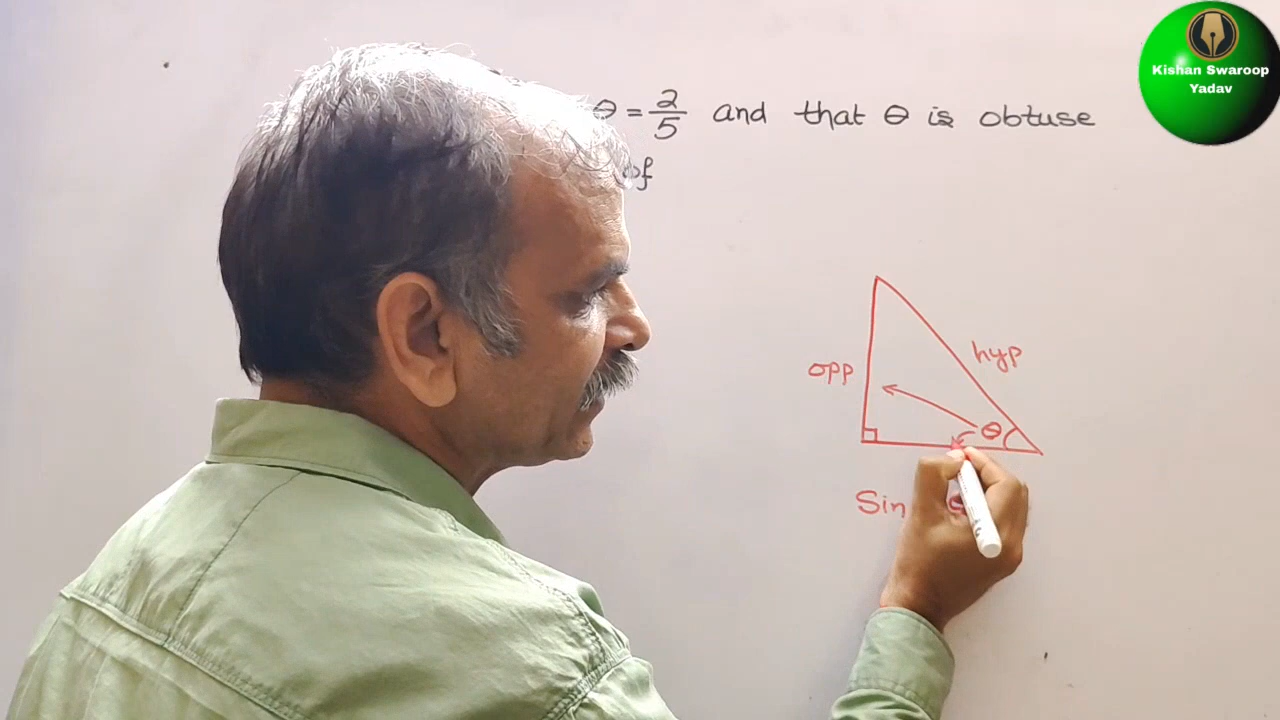 Kishan Swaroop
Yadav
θ = 2/5 and that θ is obtuse
of
hyp
opp
θ
Sin